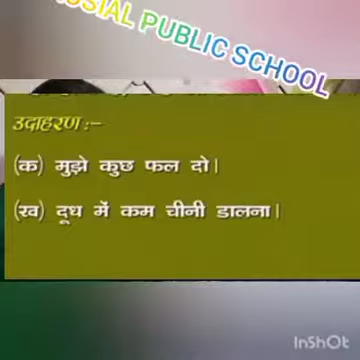 PUBLIC SCHOOL
उदाहरण :–
(क) मुझे कुछ फल दो।
(ख) दूध में कम चीनी डालना।
InShOt